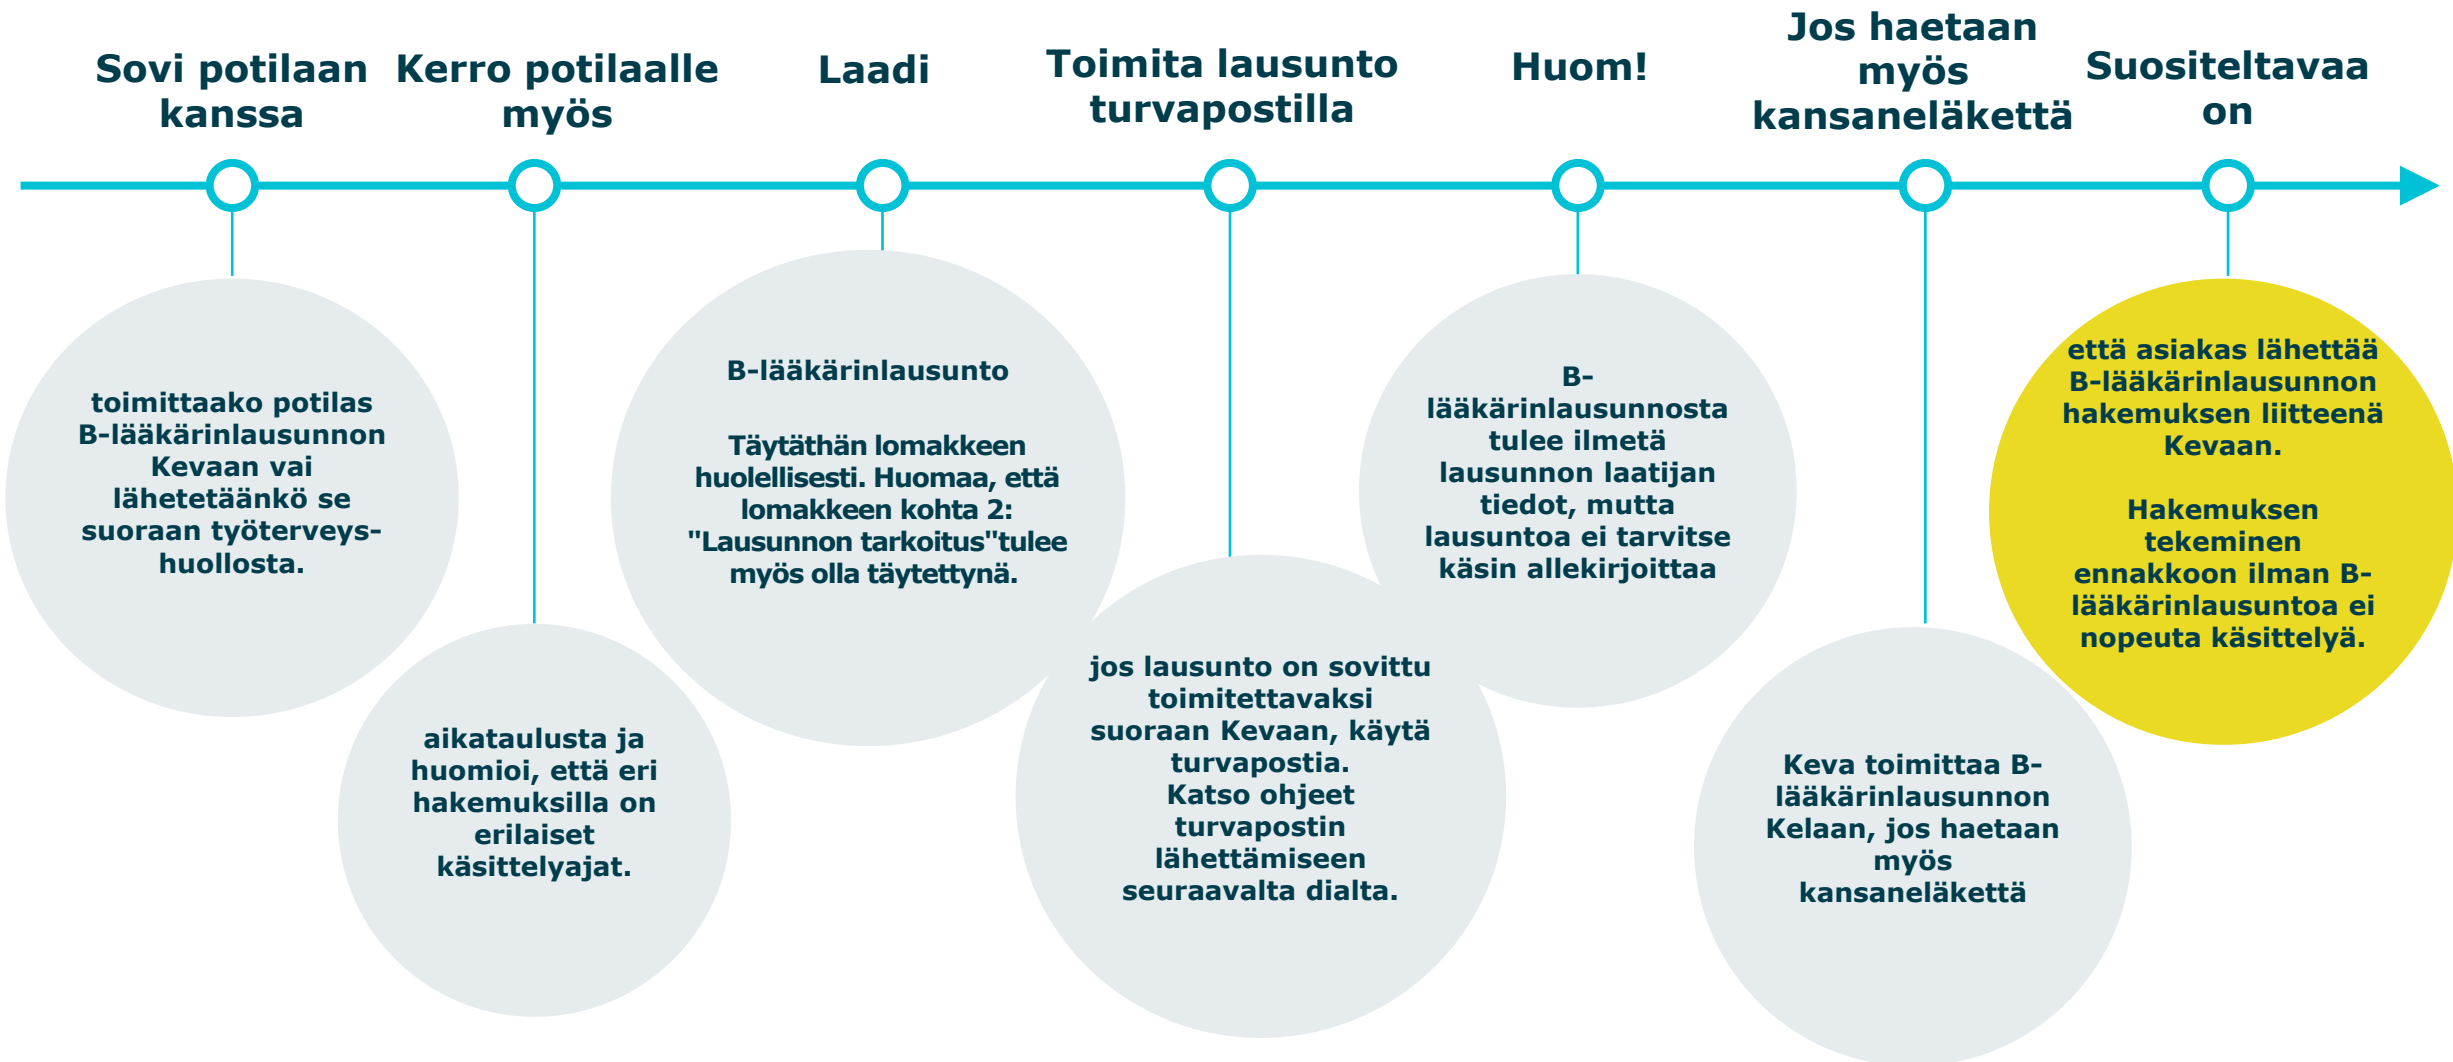 Sovi potilaan
kanssa
toimittaako potilas
B-lääkärinlausunnon
Kevaan vai
lähetetäänkö se
suoraan työterveys-
huollosta.
Kerro potilaalle
myös
aikataulusta ja
huomioi, että eri
hakemuksilla on
erilaiset
käsittelyajat.
Laadi
B-lääkärinlausunto
Täytäthän lomakkeen
huolellisesti. Huomaa, että
lomakkeen kohta 2:
"Lausunnon tarkoitus"tulee
myös olla täytettynä.
Toimita lausunto
turvapostilla
jos lausunto on sovittu
toimitettavaksi
suoraan Kevaan, käytä
turvapostia.
Katso ohjeet
turvapostin
lähettämiseen
seuraavalta dialta.
Huom!
B-
lääkärinlausunnosta
tulee ilmetä
lausunnon laatijan
tiedot, mutta
lausuntoa ei tarvitse
käsin allekirjoittaa
Jos haetaan
myös
kansaneläkettä
Keva toimittaa B-
lääkärinlausunnon
Kelaan, jos haetaan
myös
kansaneläkettä
Suositeltavaa
on
että asiakas lähettää
B-lääkärinlausunnon
hakemuksen liitteenä
Kevaan.
Hakemuksen
tekeminen
ennakkoon ilman B-
lääkärinlausuntoa ei
nopeuta käsittelyä.